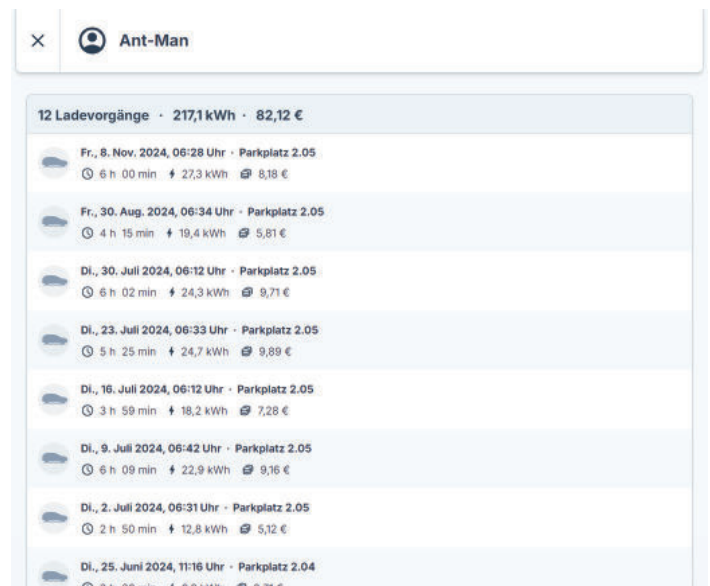 Ant-Man
12 Ladevorgänge · 217,1 kWh · 82,12 €
Fr., 8. Nov. 2024, 06:28 Uhr · Parkplatz 2.05
6 h 00 min 27,3 kWh 8,18 €
Fr., 30. Aug. 2024, 06:34 Uhr · Parkplatz 2.05
4 h 15 min 19,4 kWh 5,81 €
Di., 30. Juli 2024, 06:12 Uhr · Parkplatz 2.05
6 h 02 min 24,3 kWh 9,71 €
Di., 23. Juli 2024, 06:33 Uhr · Parkplatz 2.05
5 h 25 min 24,7 kWh 9,89 €
Di., 16. Juli 2024, 06:12 Uhr · Parkplatz 2.05
3 h 59 min 18,2 kWh 7,28 €
Di., 9. Juli 2024, 06:42 Uhr · Parkplatz 2.05
6 h 09 min 22,9 kWh 9,16 €
Di., 2. Juli 2024, 06:31 Uhr · Parkplatz 2.05
2 h 50 min 12,8 kWh 5,12 €
Di., 25. Juni 2024, 11:16 Uhr · Parkplatz 2.04